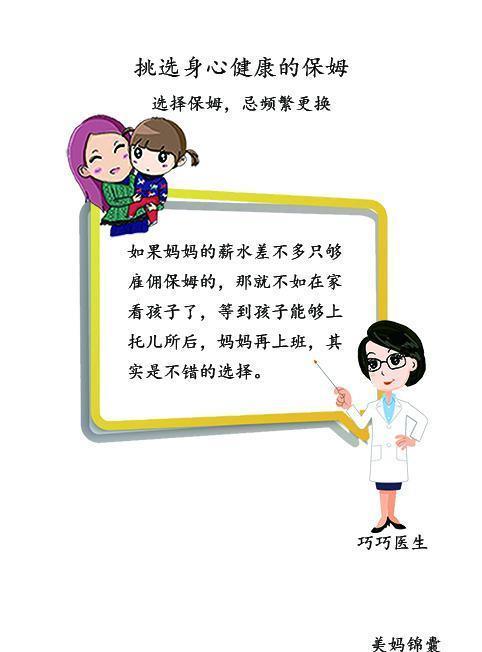 挑选身心健康的保姆
选择保姆，忌频繁更换
如果妈妈的薪水差不多只够
雇佣保姆的，那就不如在家
看孩子了，等到孩子能够上
托儿所后，妈妈再上班，其
实是不错的选择。
巧巧医生
美妈锦囊